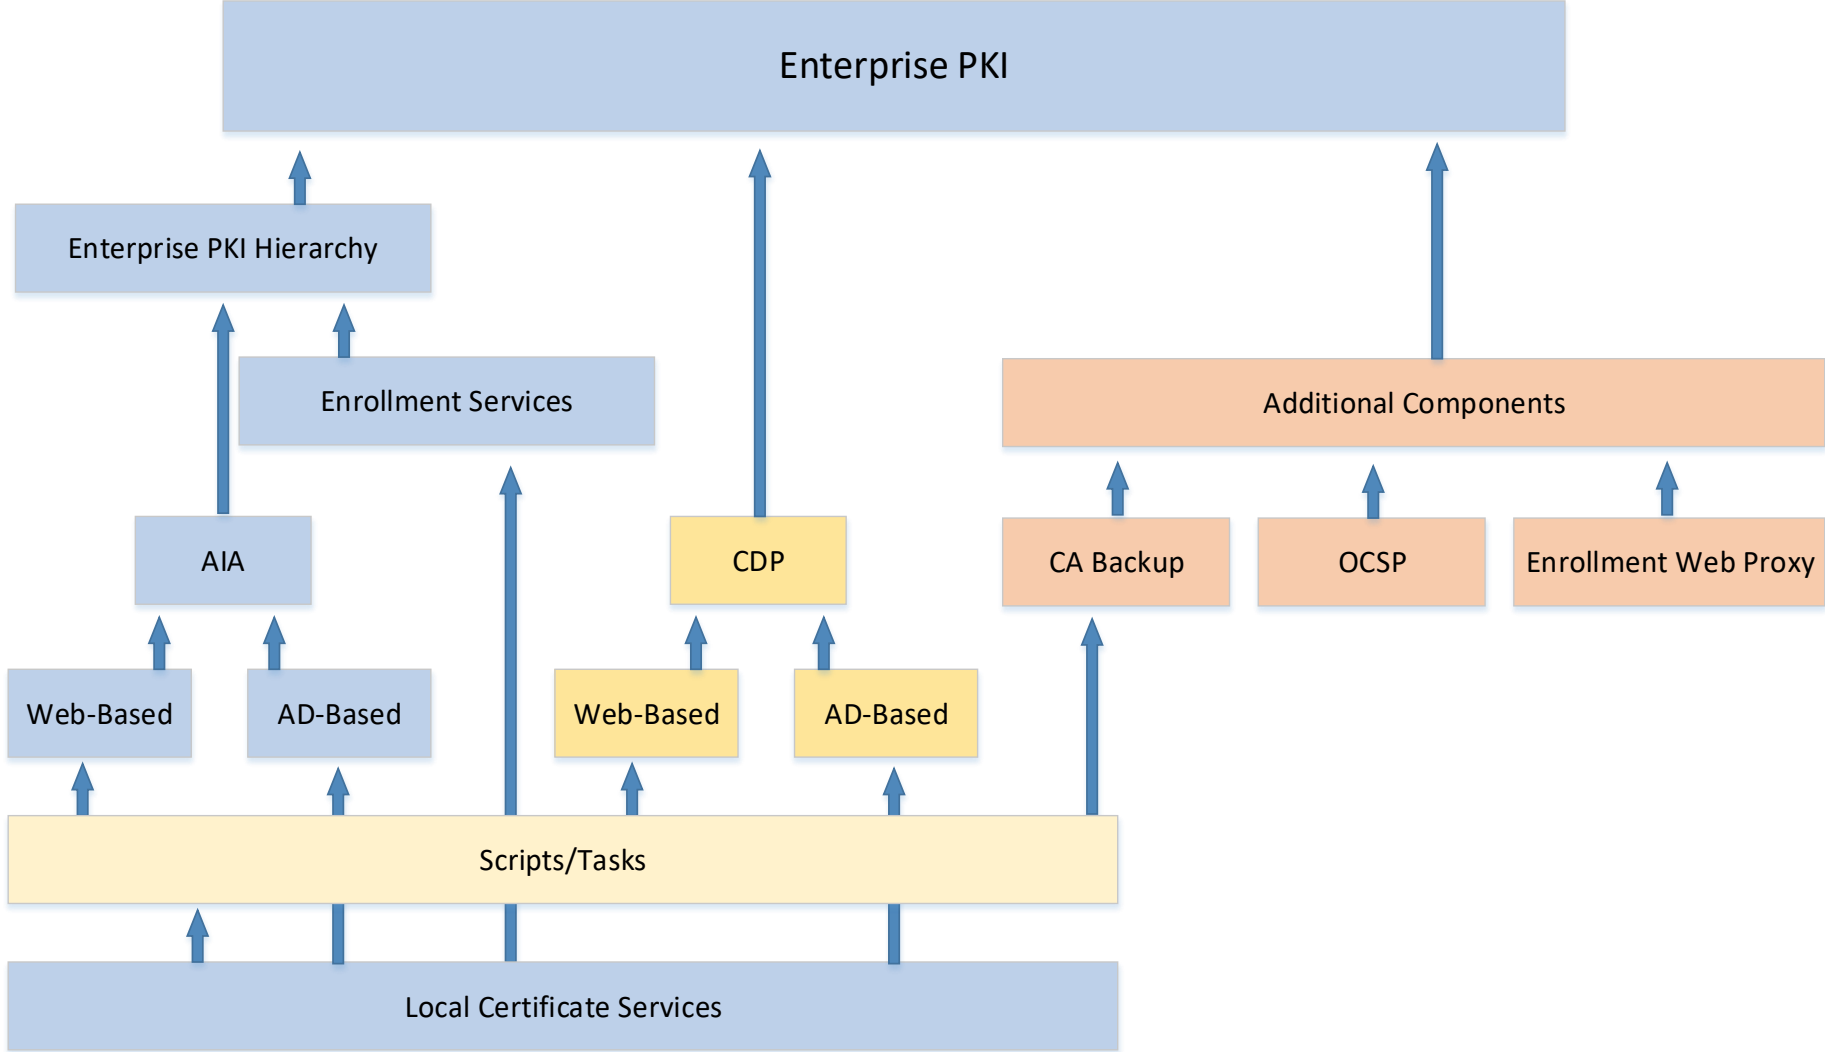 Enterprise PKI
Enterprise PKI Hierarchy
Enrollment Services
Additional Components
AIA
CDP
CA Backup
OCSP
Enrollment Web Proxy
Web-Based
AD-Based
Web-Based
AD-Based
Scripts/Tasks
Local Certificate Services